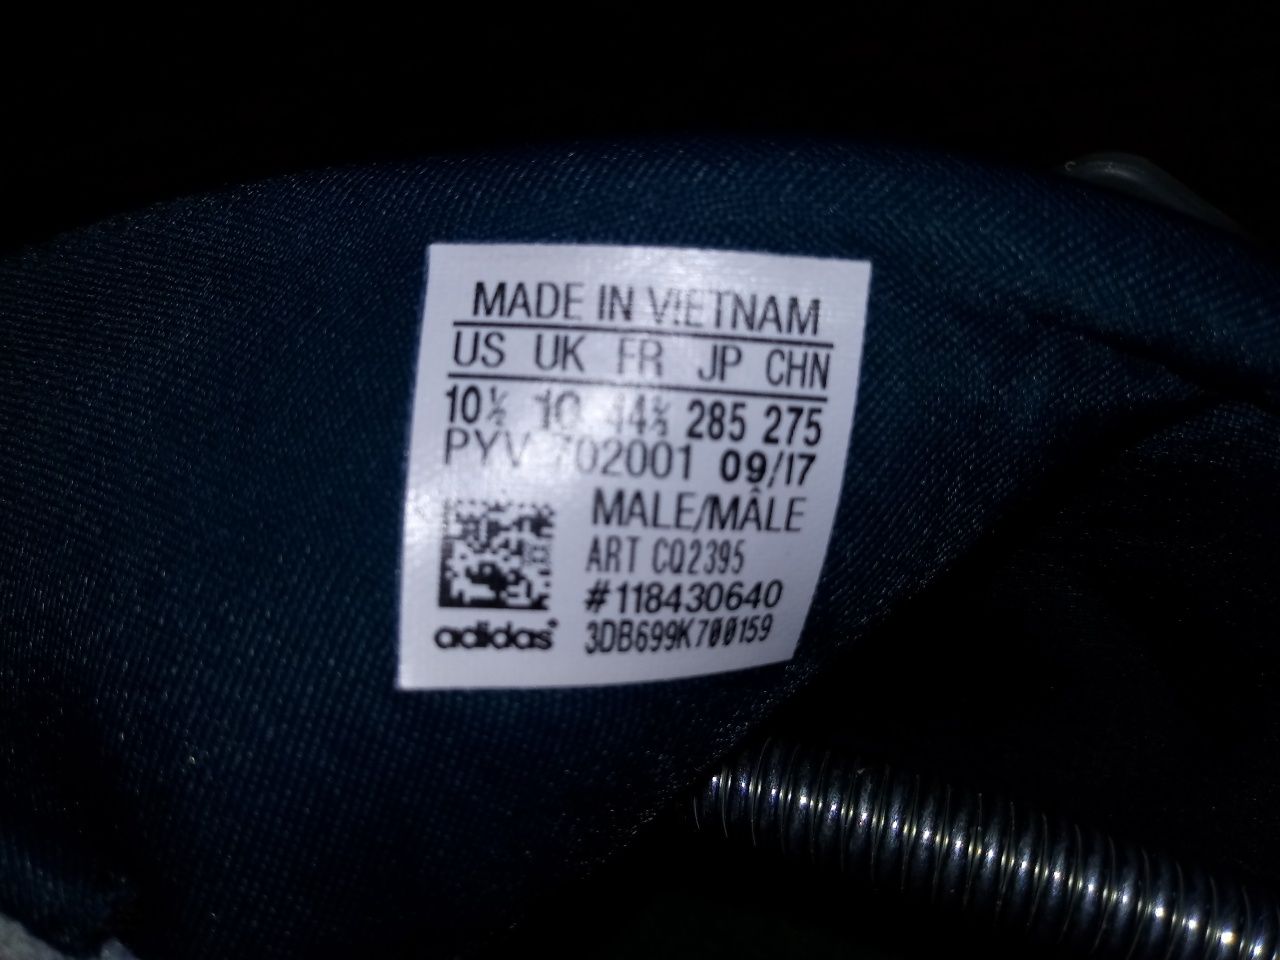 MADE IN VIETNAM
US UK FR JP CHN
10½ 10 44⅔ 285 275
PYV 702001 09/17
MALE/MÂLE
ART CQ2395
#118430640
adidas® 3DB699K700159